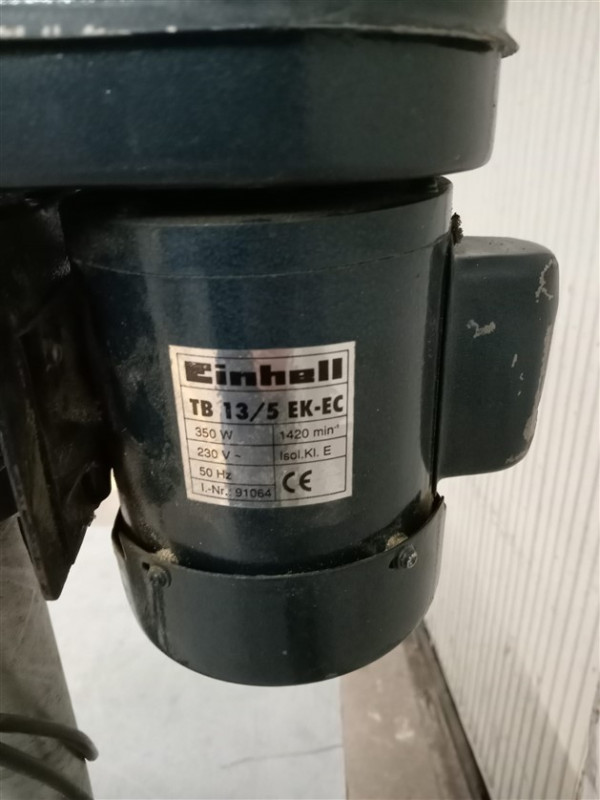 Einhell
TB 13/5 EK-EC
350 W 1420 min⁻¹
230 V ~ Isol.Kl. E
50 Hz
I.-Nr.: 91064 CE